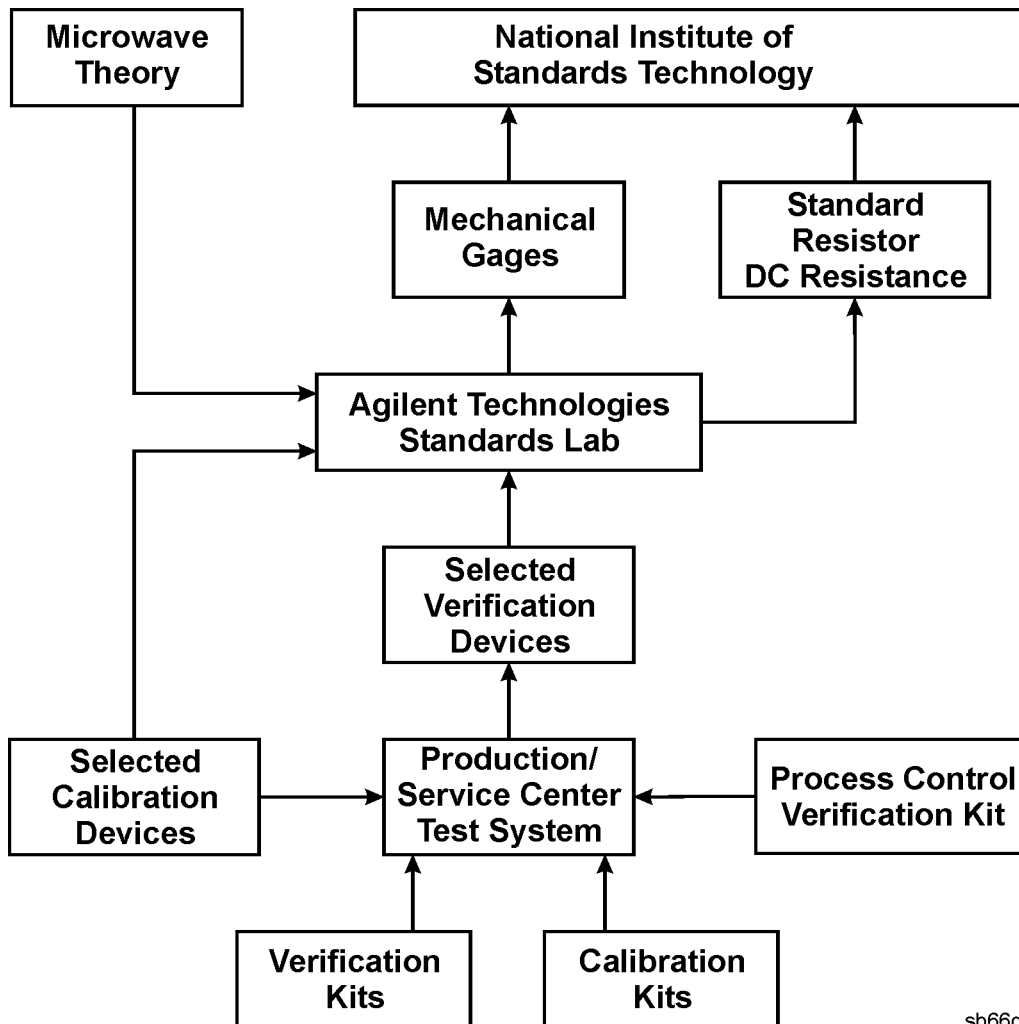 Microwave
Theory
National Institute of
Standards Technology
Mechanical
Gages
Standard
Resistor
DC Resistance
Agilent Technologies
Standards Lab
Selected
Verification
Devices
Selected
Calibration
Devices
Production/
Service Center
Test System
Process Control
Verification Kit
Verification
Kits
Calibration
Kits